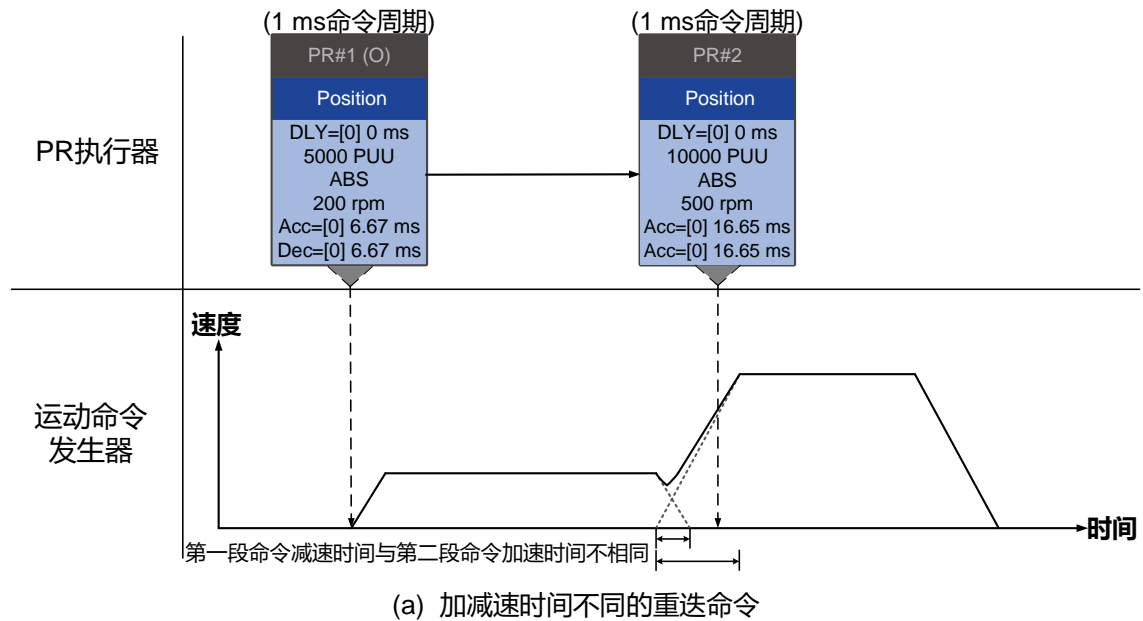 (1 ms命令周期)
(1 ms命令周期)
PR#1 (O)
PR#2
Position
Position
PR执行器
DLY=[0] 0 ms
5000 PUU
ABS
200 rpm
Acc=[0] 6.67 ms
Dec=[0] 6.67 ms
DLY=[0] 0 ms
10000 PUU
ABS
500 rpm
Acc=[0] 16.65 ms
Acc=[0] 16.65 ms
速度
运动命令
发生器
时间
第一段命令减速时间与第二段命令加速时间不相同
(a) 加减速时间不同的重迭命令